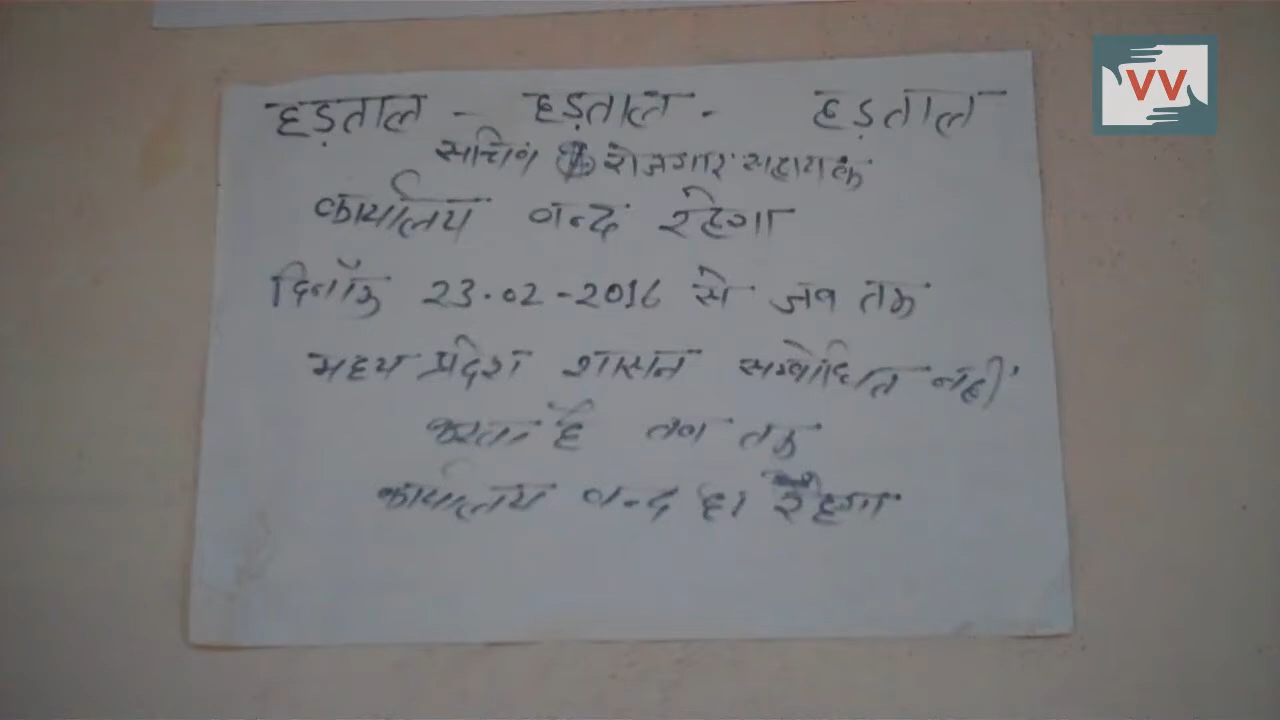 हड़ताल - हड़ताल - हड़ताल
सचिव रोजगार सहायक
कार्यालय बन्द रहेगा
दिनाँक 23.02-2016 से जब तक
मध्य प्रदेश शासन सम्बोधित नहीं
करता है तब तक
कार्यालय बन्द हा रहेगा
VV